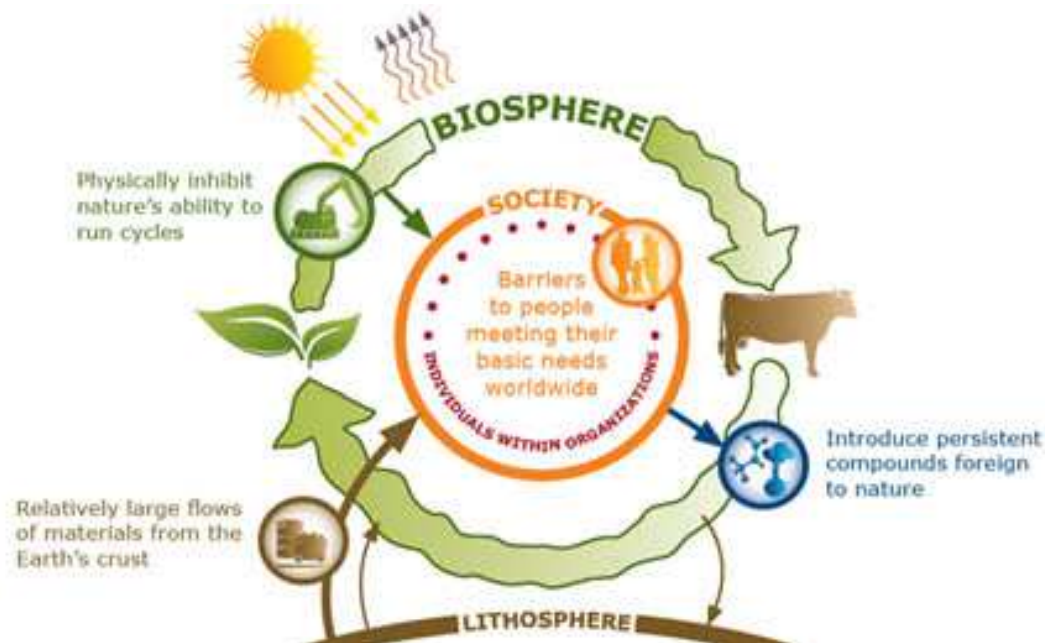 BIOSPHERE
Physically inhibit
nature's ability to
run cycles
SOCIETY
Barriers
to people
meeting their
basic needs
worldwide
INDIVIDUALS WITHIN ORGANIZATIONS
Introduce persistent
compounds foreign
to nature
Relatively large flows
of materials from the
Earth's crust
LITHOSPHERE